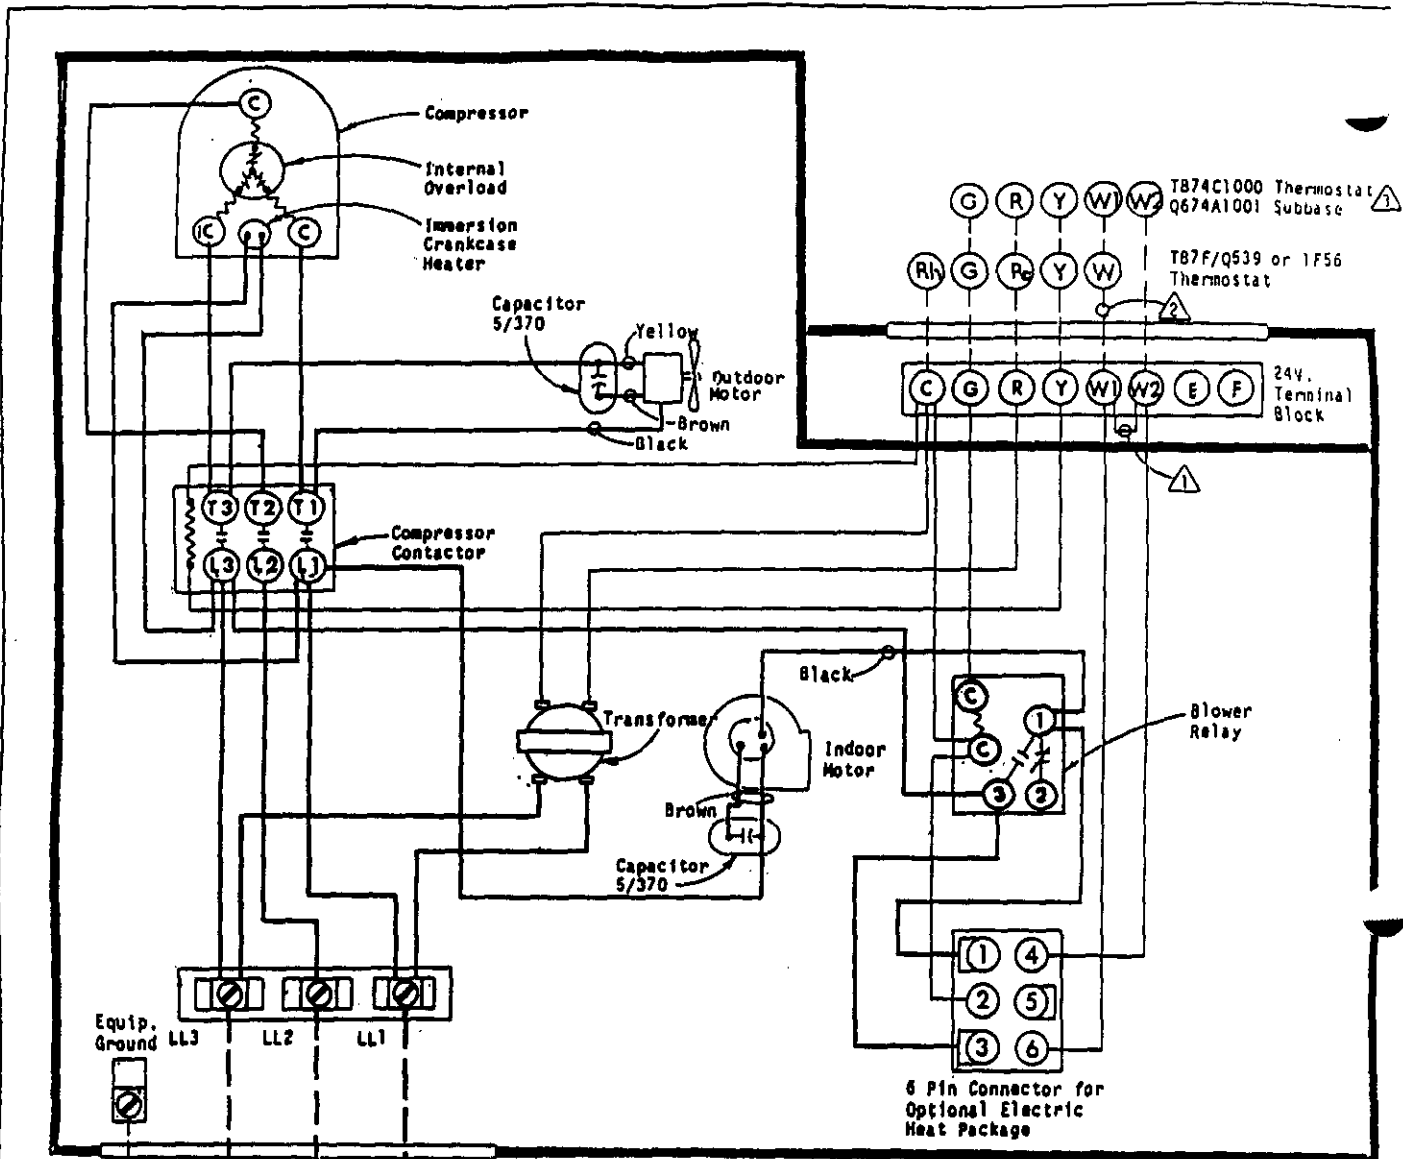 C
Compressor
Internal
Overload
iC
C
Immersion
Crankcase
Heater
G R Y W1 W2
T874C1000 Thermostat
Q674A1001 Subbase
Rh G Rc Y W
T87F/Q539 or 1F56
Thermostat
2
Capacitor
5/370
Yellow
Outdoor
Motor
Brown
Black
C G R Y W1 W2 E F
24V.
Terminal
Block
1
T3 T2 T1
L3 L2 L1
Compressor
Contactor
Black
Transformer
Indoor
Motor
Brown
Capacitor
5/370
C
1
C
3 2
Blower
Relay
1 4
2 5
3 6
6 Pin Connector for
Optional Electric
Heat Package
Equip.
Ground
LL3 LL2 LL1